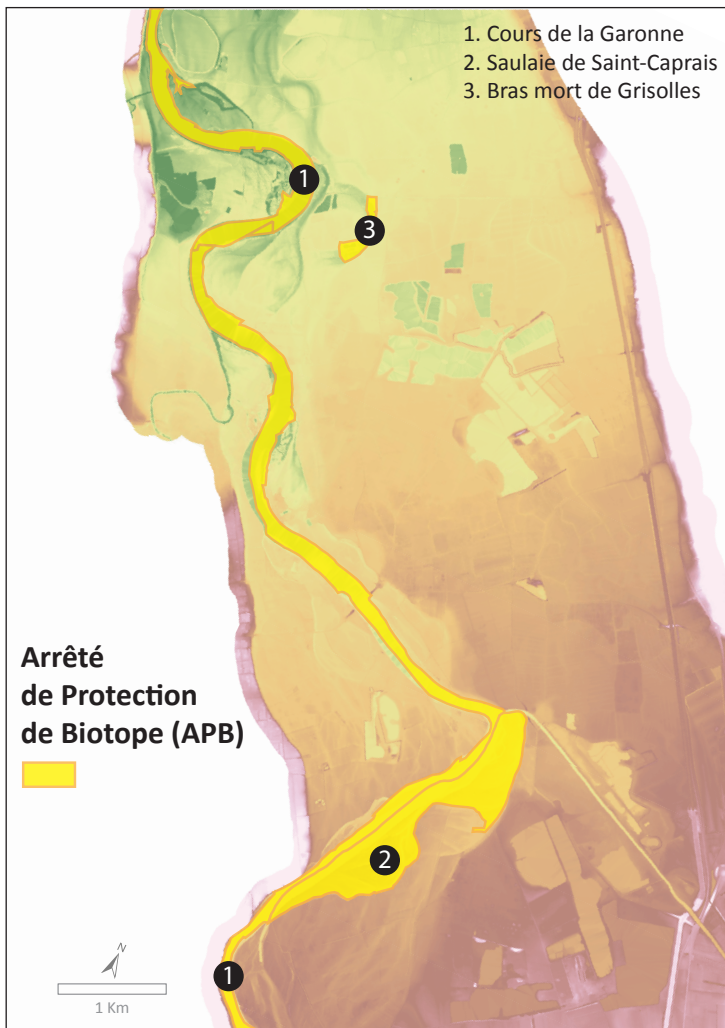 1. Cours de la Garonne
2. Saulaie de Saint-Caprais
3. Bras mort de Grisolles
1
3
Arrêté
de Protection
de Biotope (APB)
2
N
1
1 Km